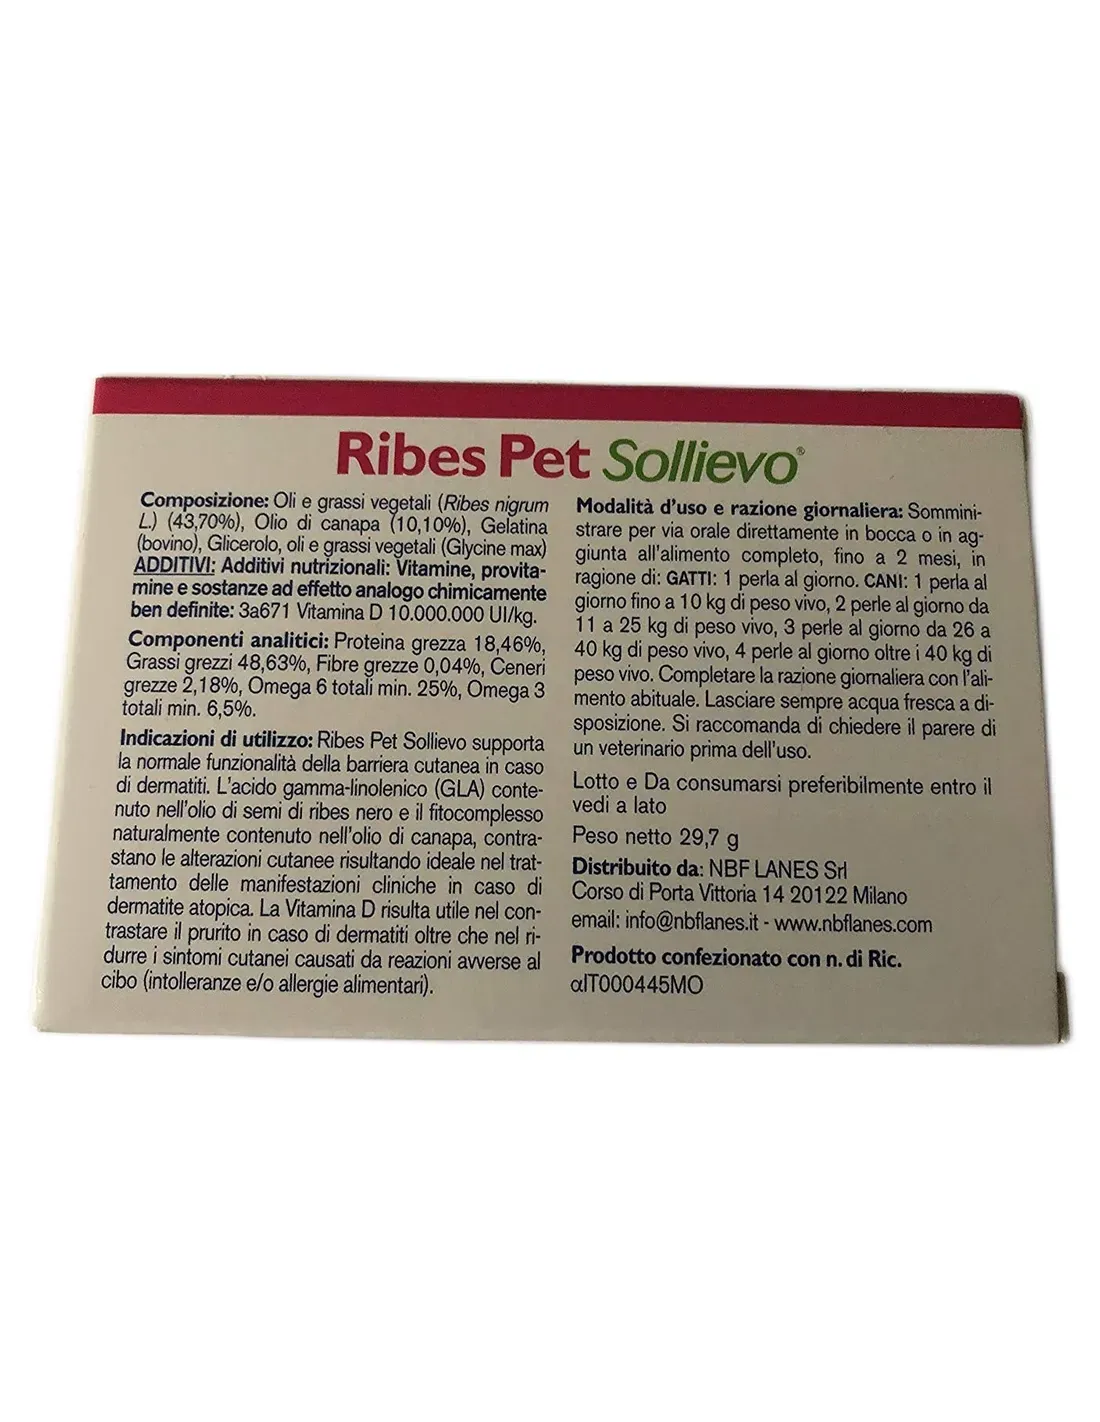 Ribes Pet Sollievo®
Composizione: Oli e grassi vegetali (Ribes nigrum
L.) (43,70%), Olio di canapa (10,10%), Gelatina
(bovino), Glicerolo, oli e grassi vegetali (Glycine max)
ADDITIVI: Additivi nutrizionali: Vitamine, provita-
mine e sostanze ad effetto analogo chimicamente
ben definite: 3a671 Vitamina D 10.000.000 UI/kg.
Componenti analitici: Proteina grezza 18,46%,
Grassi grezzi 48,63%, Fibre grezze 0,04%, Ceneri
grezze 2,18%, Omega 6 totali min. 25%, Omega 3
totali min. 6,5%.
Indicazioni di utilizzo: Ribes Pet Sollievo supporta
la normale funzionalità della barriera cutanea in caso
di dermatiti. L'acido gamma-linolenico (GLA) conte-
nuto nell'olio di semi di ribes nero e il fitocomplesso
naturalmente contenuto nell'olio di canapa, contra-
stano le alterazioni cutanee risultando ideale nel trat-
tamento delle manifestazioni cliniche in caso di
dermatite atopica. La Vitamina D risulta utile nel con-
trastare il prurito in caso di dermatiti oltre che nel ri-
durre i sintomi cutanei causati da reazioni avverse al
cibo (intolleranze e/o allergie alimentari).
Modalità d'uso e razione giornaliera: Sommini-
strare per via orale direttamente in bocca o in ag-
giunta all'alimento completo, fino a 2 mesi, in
ragione di: GATTI: 1 perla al giorno. CANI: 1 perla al
giorno fino a 10 kg di peso vivo, 2 perle al giorno da
11 a 25 kg di peso vivo, 3 perle al giorno da 26 a
40 kg di peso vivo, 4 perle al giorno oltre i 40 kg di
peso vivo. Completare la razione giornaliera con l'ali-
mento abituale. Lasciare sempre acqua fresca a di-
sposizione. Si raccomanda di chiedere il parere di
un veterinario prima dell'uso.
Lotto e Da consumarsi preferibilmente entro il
vedi a lato
Peso netto 29,7 g
Distribuito da: NBF LANES Srl
Corso di Porta Vittoria 14 20122 Milano
email: info@nbflanes.it - www.nbflanes.com
Prodotto confezionato con n. di Ric.
αIT000445MO